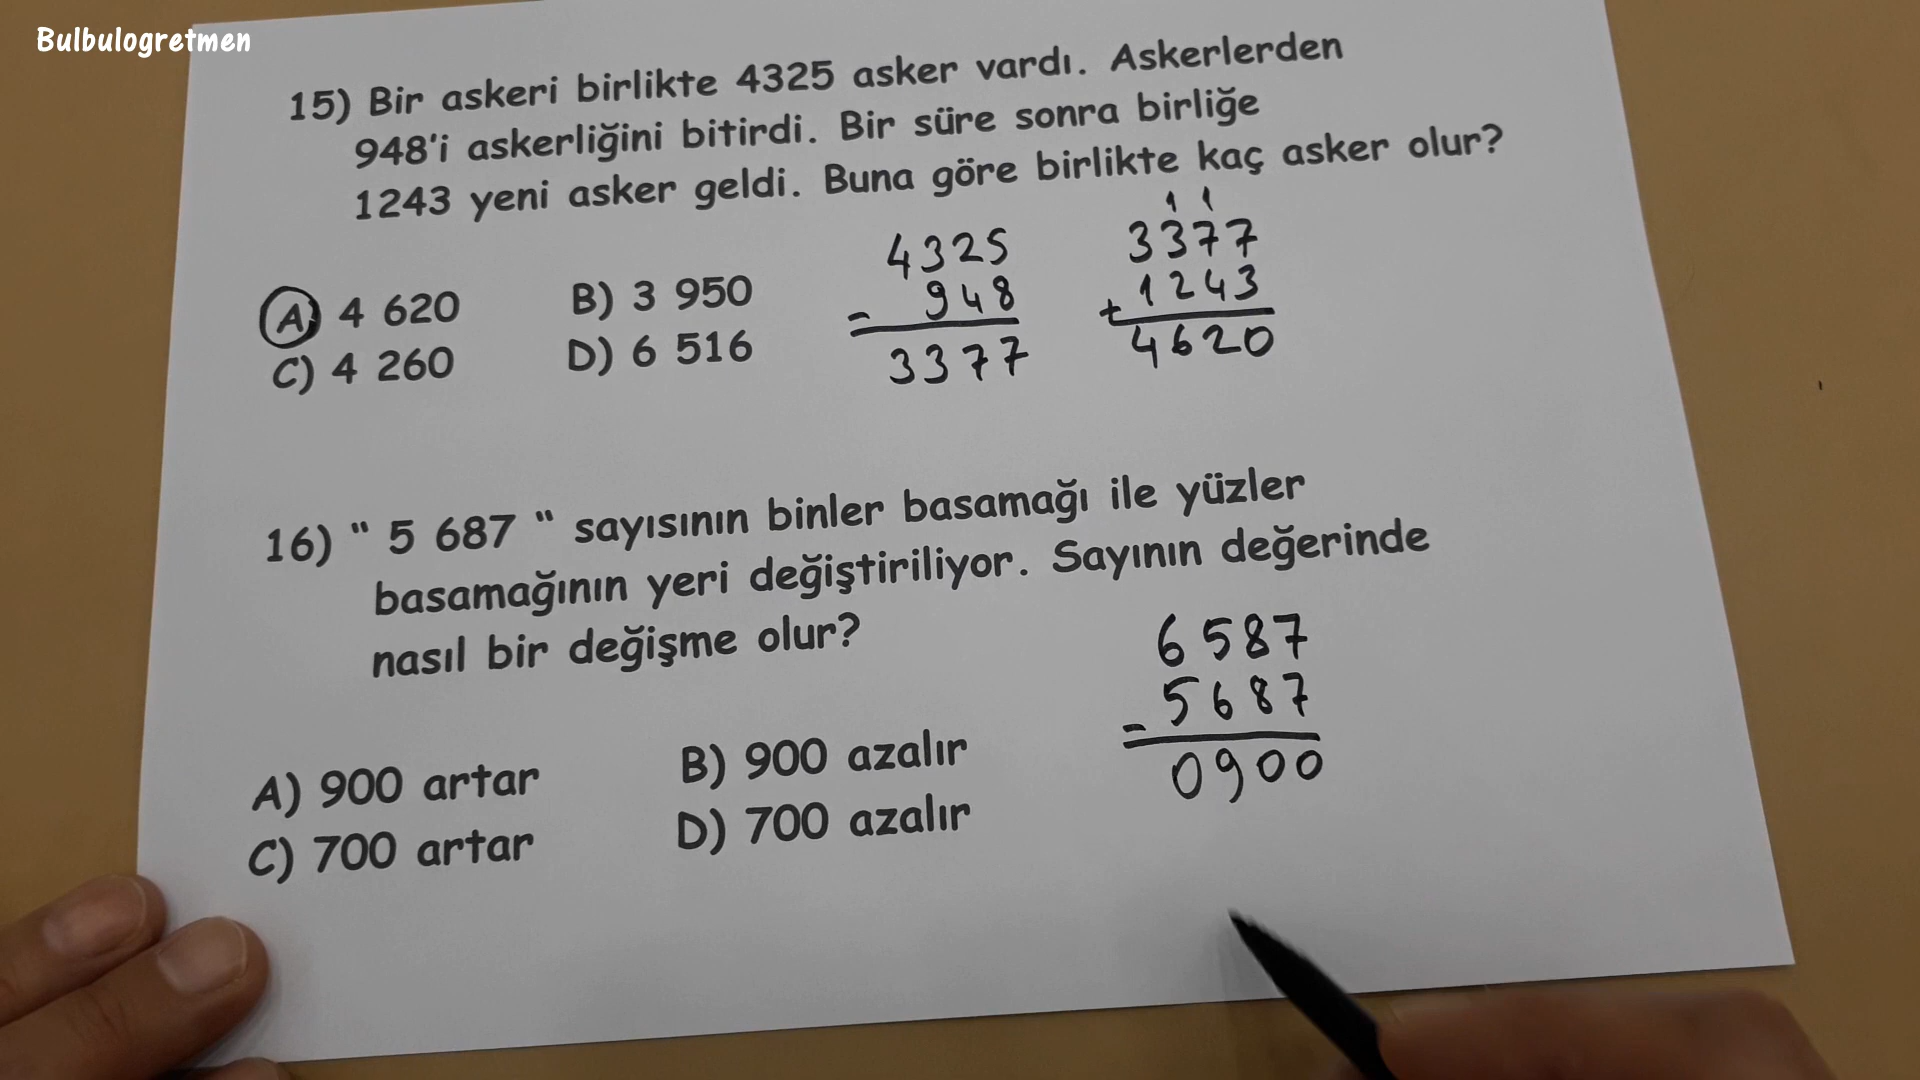 Bulbulogretmen
15) Bir askeri birlikte 4325 asker vardı. Askerlerden
948'i askerliğini bitirdi. Bir süre sonra birliğe
1243 yeni asker geldi. Buna göre birlikte kaç asker olur?
A) 4 620 B) 3 950
C) 4 260 D) 6 516
4325
- 948
3377
1 1
3377
+ 1243
4620
16) " 5 687 " sayısının binler basamağı ile yüzler
basamağının yeri değiştiriliyor. Sayının değerinde
nasıl bir değişme olur?
A) 900 artar B) 900 azalır
C) 700 artar D) 700 azalır
6587
- 5687
0900